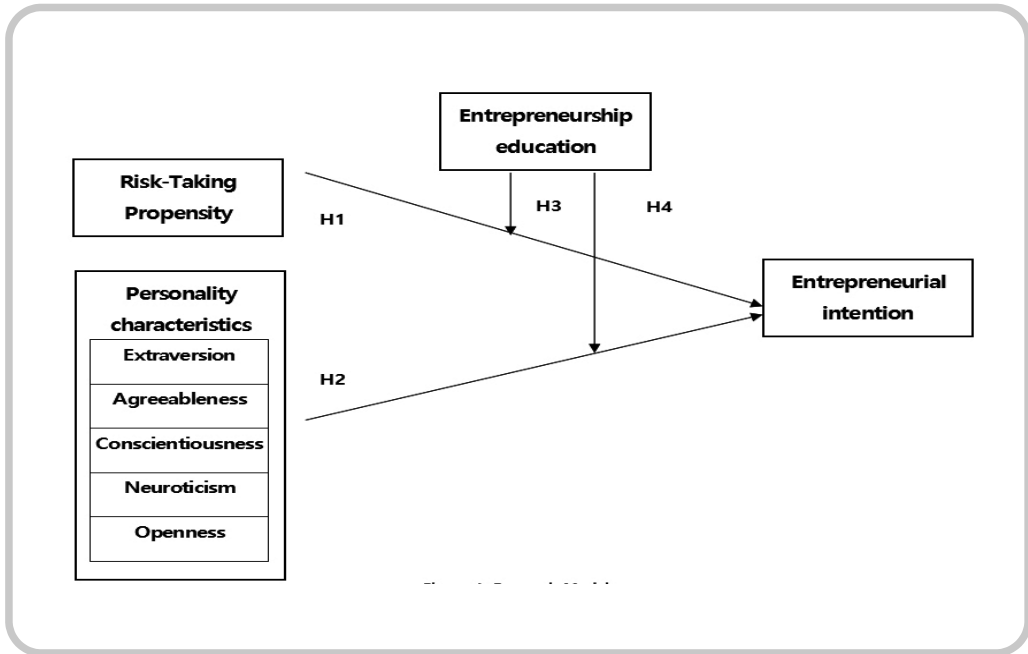 Entrepreneurship
education
Risk-Taking
Propensity
H1
H3
H4
Personality
characteristics
Extraversion
Agreeableness
Conscientiousness
Neuroticism
Openness
H2
Entrepreneurial
intention